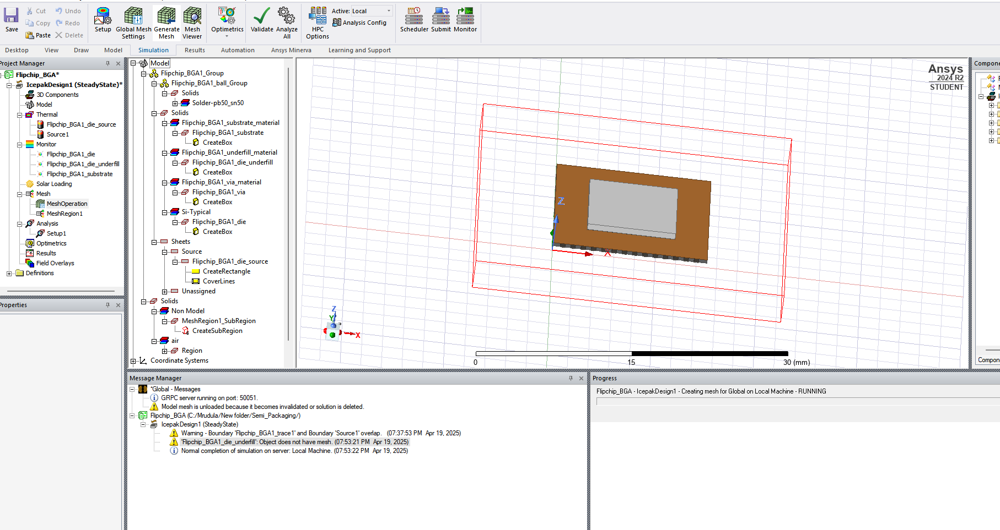 Save
Cut
Copy
Paste
Undo
Redo
Delete
Setup
Global Mesh
Settings
Generate
Mesh
Mesh
Viewer
Optimetrics
Validate
Analyze
All
HPC
Options
Active: Local
Analysis Config
Scheduler
Submit
Monitor
Desktop View Draw Model Simulation Results Automation Ansys Minerva Learning and Support
Project Manager
Flipchip_BGA*
IcepakDesign1 (SteadyState)*
3D Components
Model
Thermal
Flipchip_BGA1_die_source
Source1
Monitor
Flipchip_BGA1_die
Flipchip_BGA1_die_underfill
Flipchip_BGA1_substrate
Solar Loading
Mesh
MeshOperation
MeshRegion1
Analysis
Setup1
Optimetrics
Results
Field Overlays
Definitions
Properties
Model
Flipchip_BGA1_Group
Flipchip_BGA1_ball_Group
Solids
Solder-pb50_sn50
Solids
Flipchip_BGA1_substrate_material
Flipchip_BGA1_substrate
CreateBox
Flipchip_BGA1_underfill_material
Flipchip_BGA1_die_underfill
CreateBox
Flipchip_BGA1_via_material
Flipchip_BGA1_via
CreateBox
Si-Typical
Flipchip_BGA1_die
CreateBox
Sheets
Source
Flipchip_BGA1_die_source
CreateRectangle
CoverLines
Unassigned
Solids
Non Model
MeshRegion1_SubRegion
CreateSubRegion
air
Region
Coordinate Systems
Ansys
2024 R2
STUDENT
Z
X
Z
Y
X
0 15 30 (mm)
Compone
Compon
Message Manager
*Global - Messages
GRPC server running on port: 50051.
Model mesh is unloaded because it becomes invalidated or solution is deleted.
Flipchip_BGA (C:/Mrudula/New folder/Semi_Packaging/)
IcepakDesign1 (SteadyState)
Warning - Boundary 'Flipchip_BGA1_trace1' and Boundary 'Source1' overlap. (07:37:53 PM Apr 19, 2025)
'Flipchip_BGA1_die_underfill': Object does not have mesh. (07:53:21 PM Apr 19, 2025)
Normal completion of simulation on server: Local Machine. (07:53:22 PM Apr 19, 2025)
Progress
Flipchip_BGA - IcepakDesign1 - Creating mesh for Global on Local Machine - RUNNING